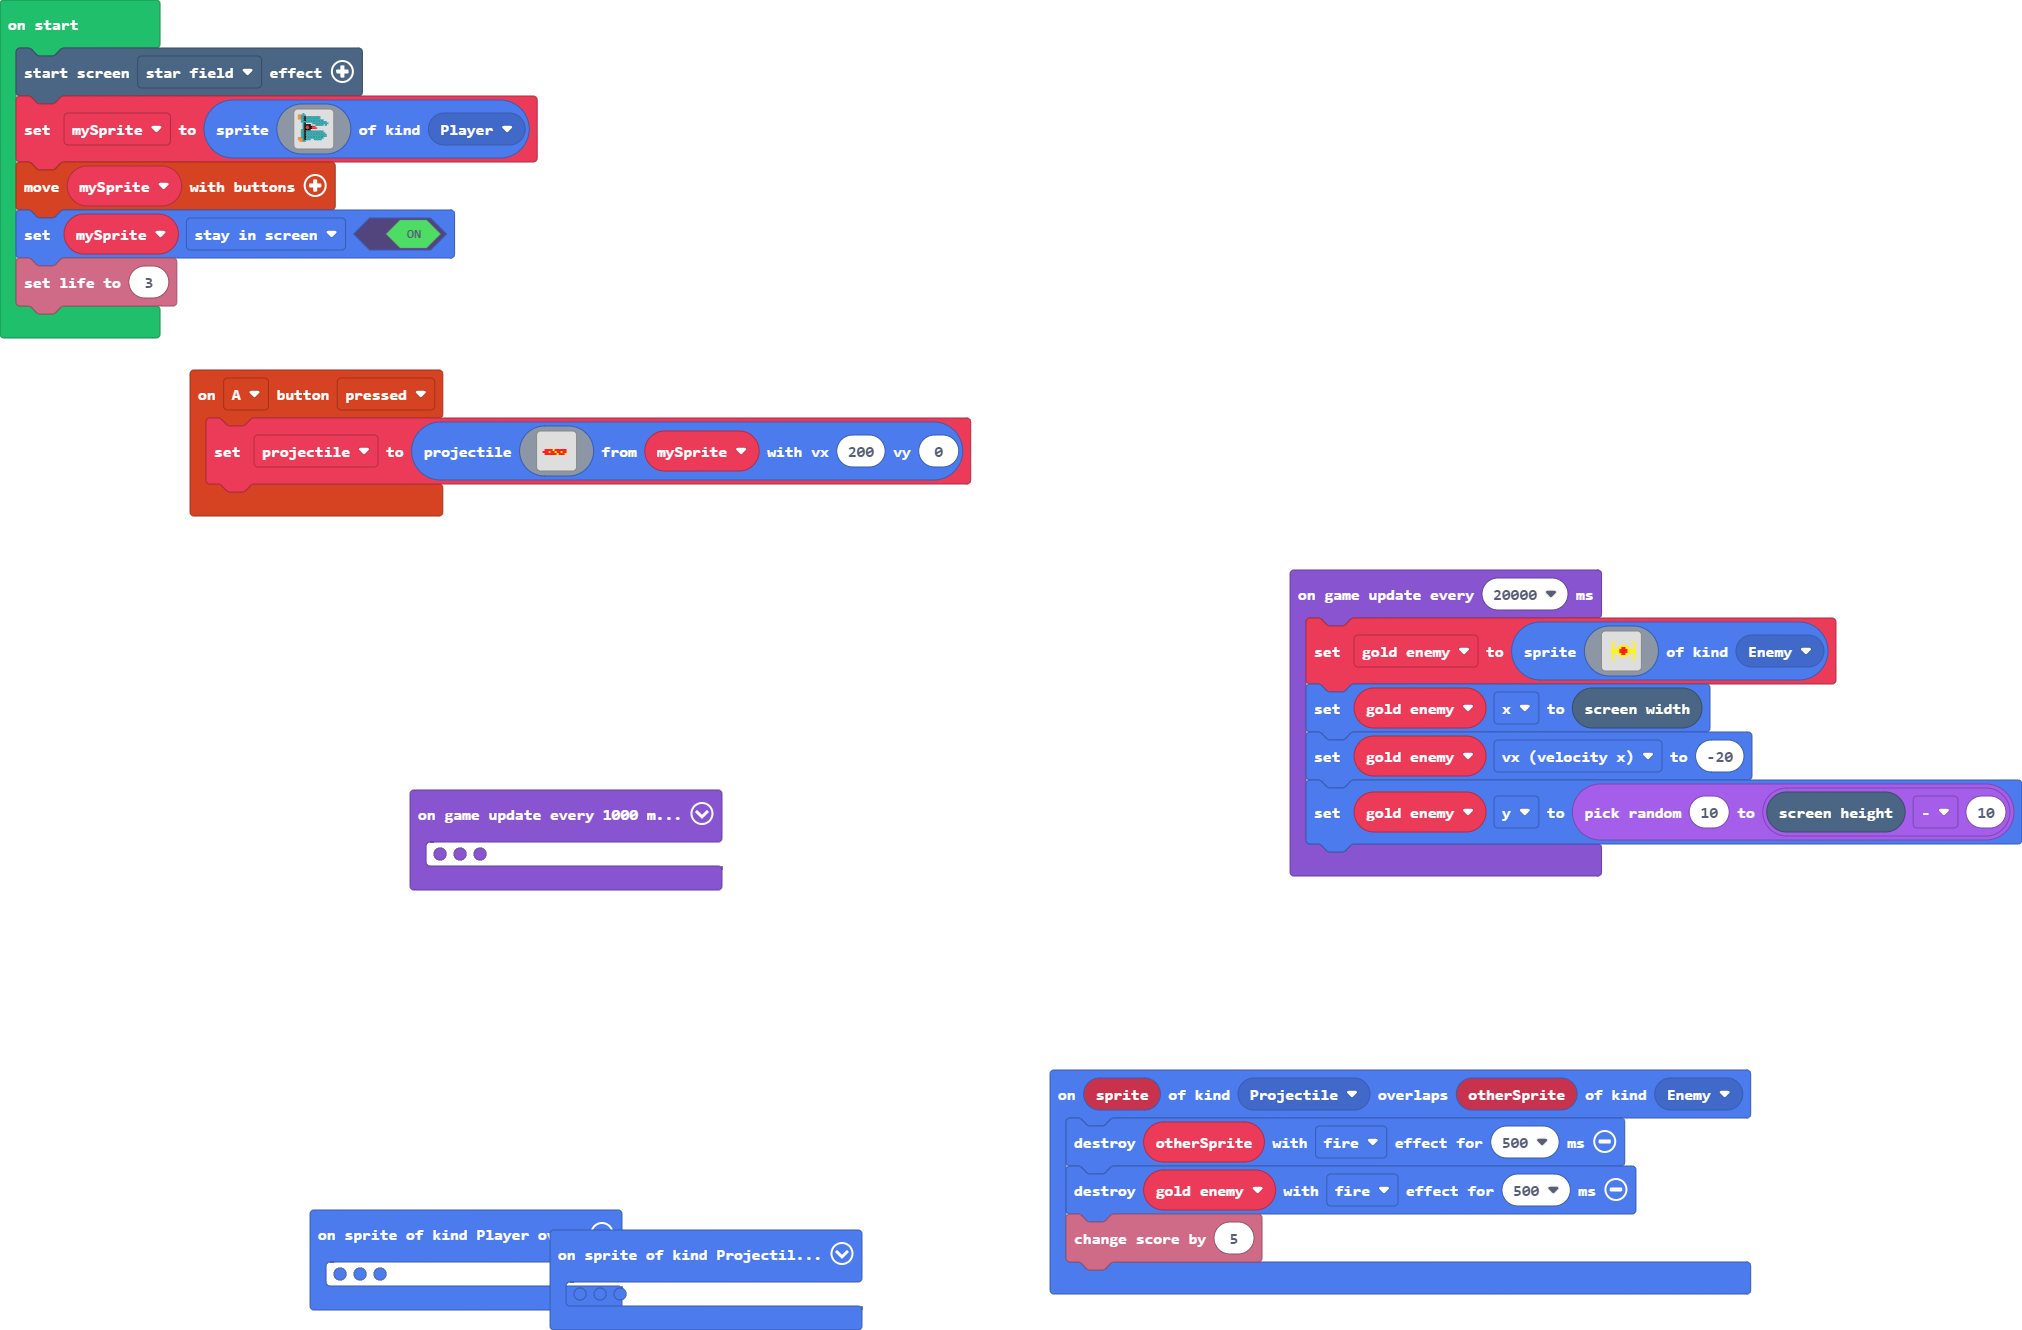 on start
start screen star field effect
set mySprite to sprite of kind Player
move mySprite with buttons
set mySprite stay in screen ON
set life to 3
on A button pressed
set projectile to projectile from mySprite with vx 200 vy 0
on game update every 20000 ms
set gold enemy to sprite of kind Enemy
set gold enemy x to screen width
set gold enemy vx (velocity x) to -20
set gold enemy y to pick random 10 to screen height - 10
on game update every 1000 m...
on sprite of kind Projectile overlaps otherSprite of kind Enemy
destroy otherSprite with fire effect for 500 ms
destroy gold enemy with fire effect for 500 ms
change score by 5
on sprite of kind Player
on sprite of kind Projectil...